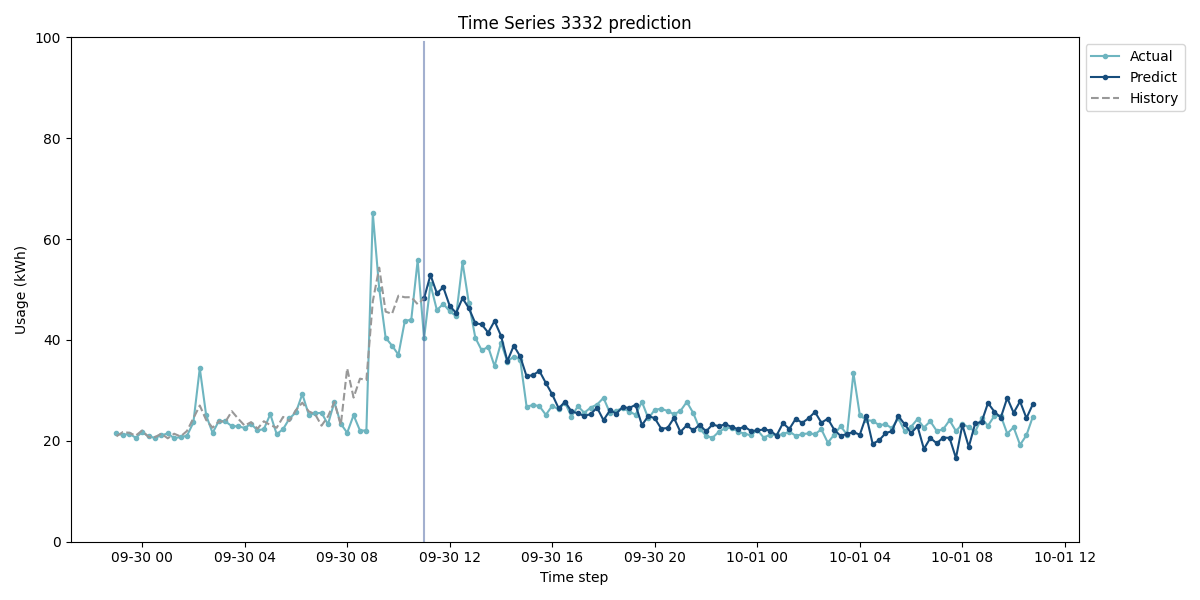 Time Series 3332 prediction
Usage (kWh)
100
80
60
40
20
0
09-30 00
09-30 04
09-30 08
09-30 12
09-30 16
09-30 20
10-01 00
10-01 04
10-01 08
10-01 12
Time step
Actual
Predict
History